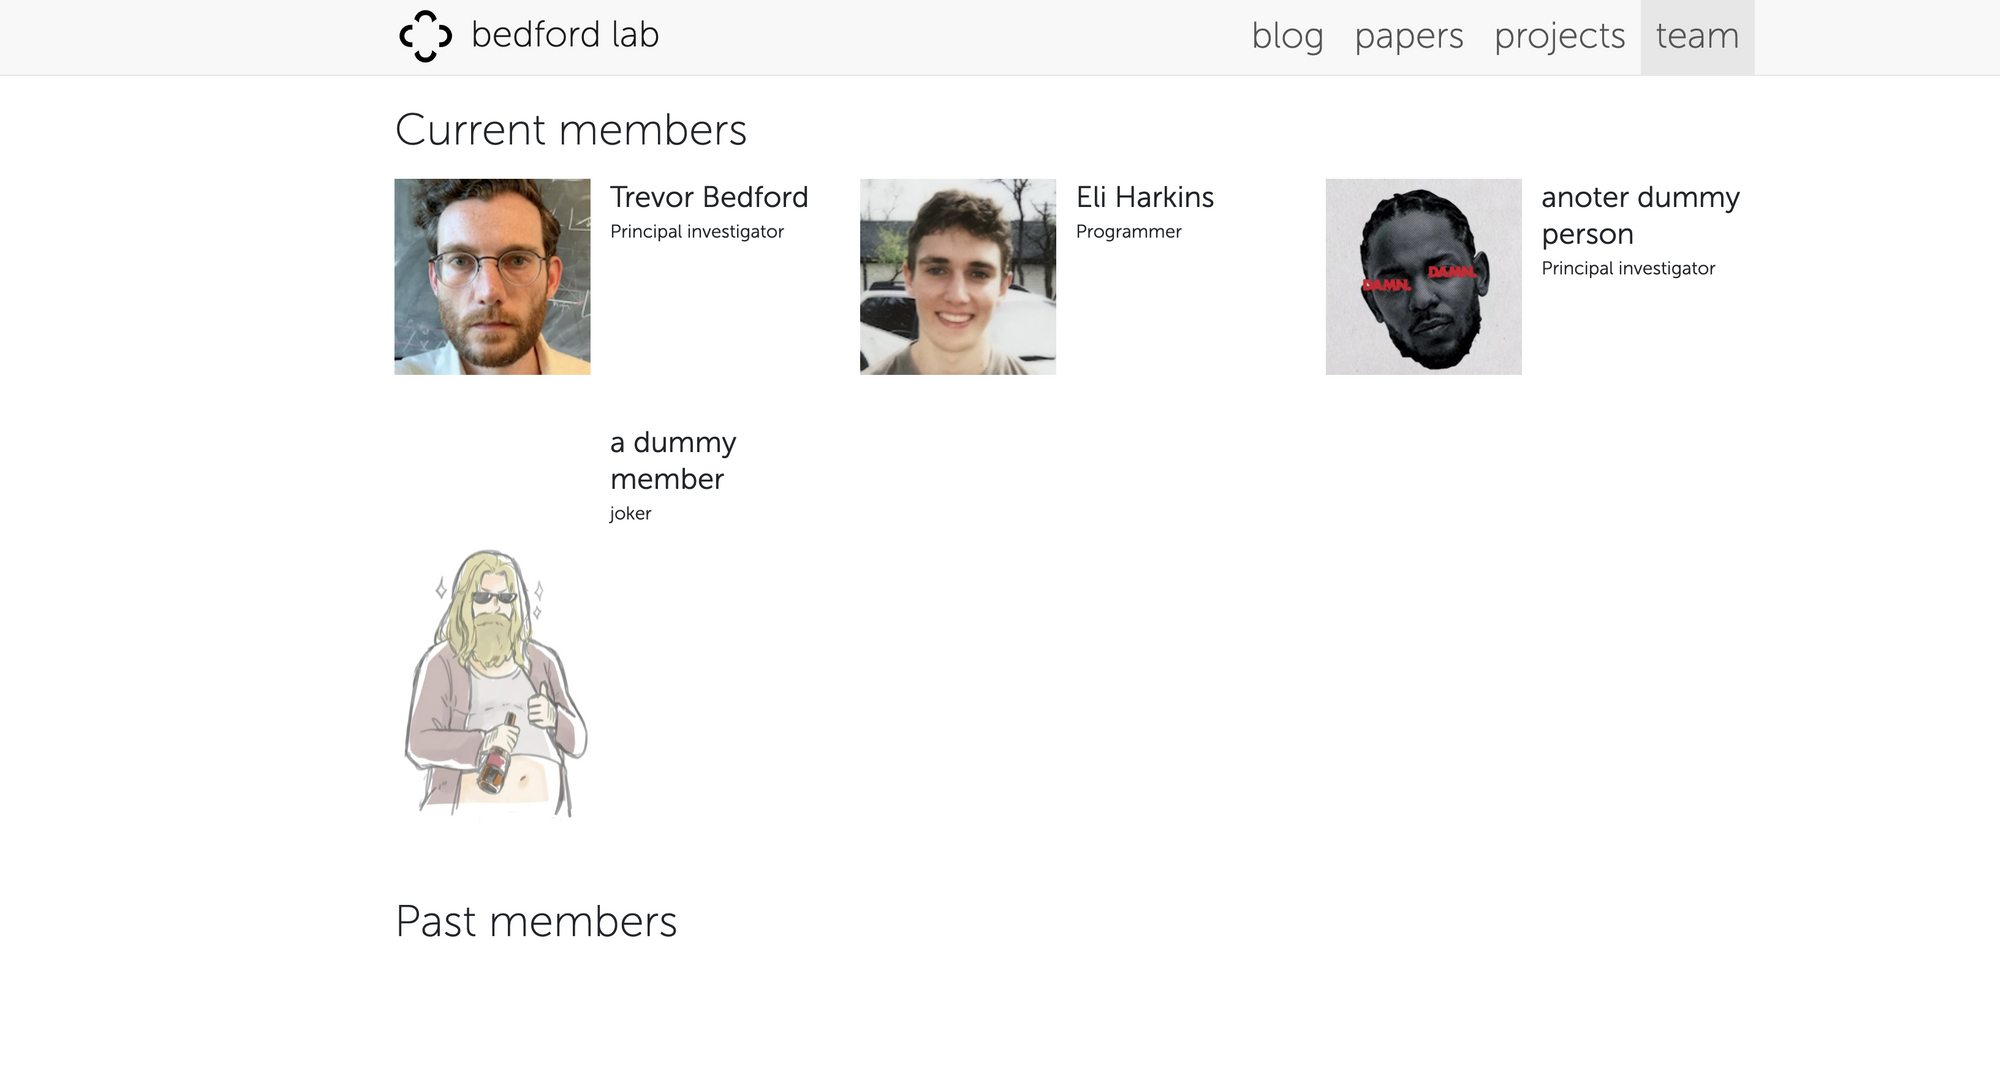 bedford lab
blog papers projects team
Current members
Trevor Bedford
Principal investigator
Eli Harkins
Programmer
DAMN.
DAMN.
anoter dummy
person
Principal investigator
a dummy
member
joker
Past members